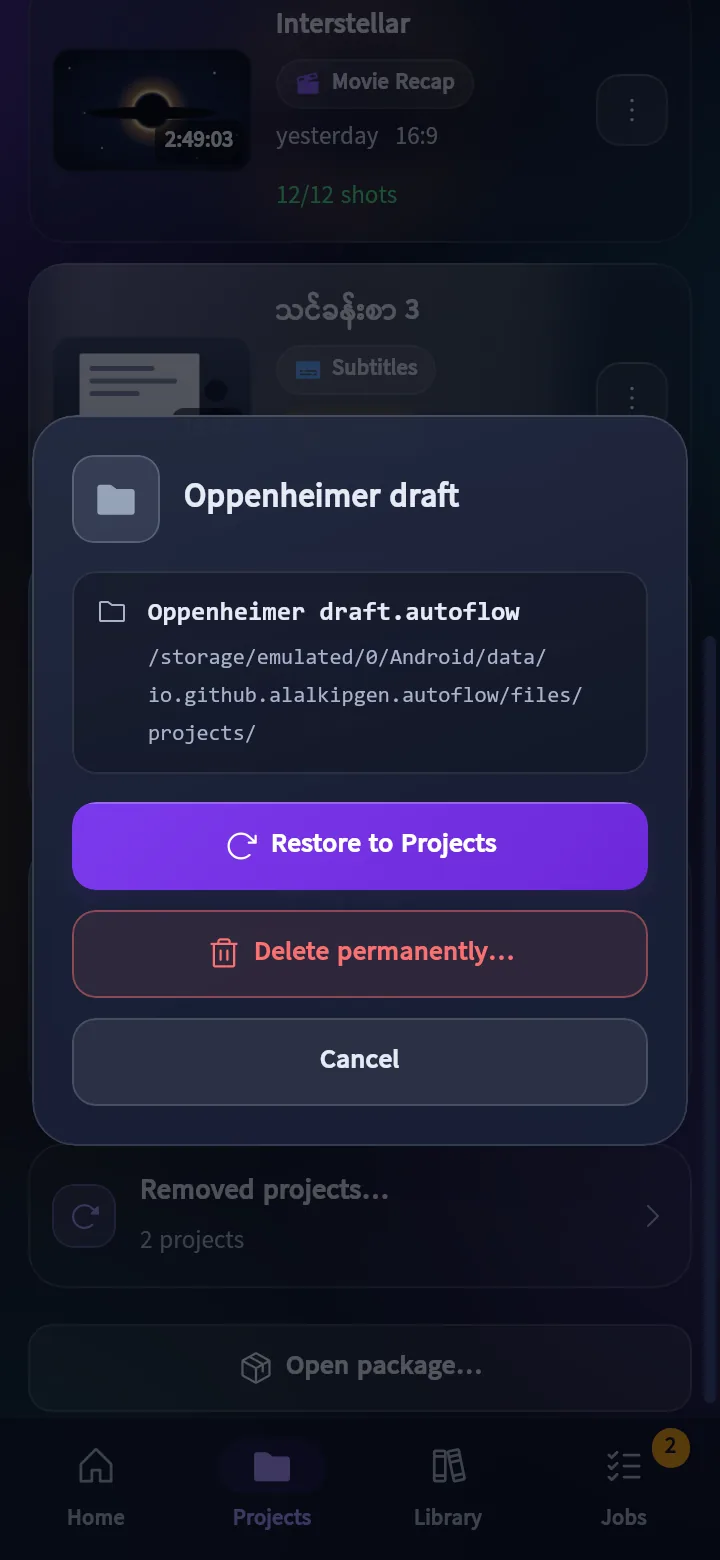 Interstellar
Movie Recap
2:49:03
yesterday 16:9
12/12 shots
သင်ခန်းစာ 3
Subtitles
Oppenheimer draft
Oppenheimer draft.autoflow
/storage/emulated/0/Android/data/
io.github.alalkipgen.autoflow/files/
projects/
Restore to Projects
Delete permanently...
Cancel
Removed projects...
2 projects
Open package...
2
Home
Projects
Library
Jobs